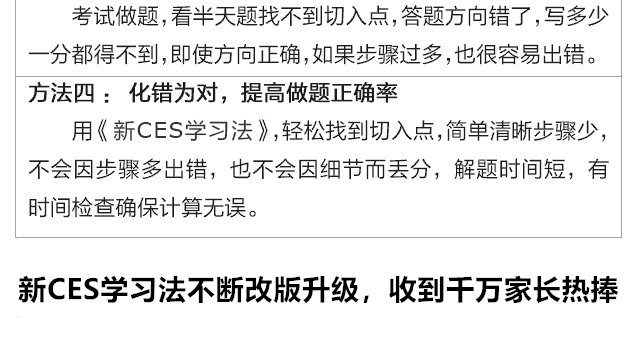 考试做题，看半天题找不到切入点，答题方向错了，写多少
一分都得不到，即使方向正确，如果步骤过多，也很容易出错。
方法四： 化错为对，提高做题正确率
用《新CES学习法》，轻松找到切入点，简单清晰步骤少，
不会因步骤多出错，也不会因细节而丢分，解题时间短，有
时间检查确保计算无误。
新CES学习法不断改版升级，收到千万家长热捧